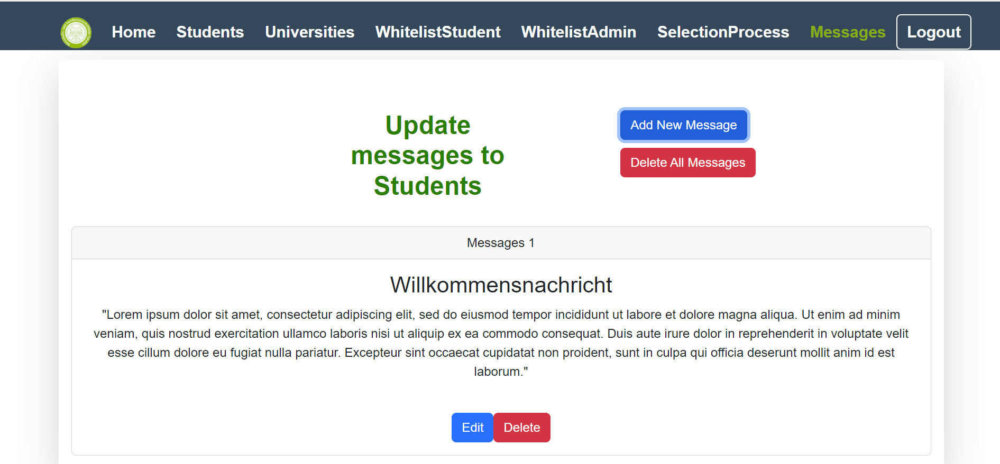 Home Students Universities WhitelistStudent WhitelistAdmin SelectionProcess Messages Logout
Update
messages to
Students
Add New Message
Delete All Messages
Messages 1
Willkommensnachricht
"Lorem ipsum dolor sit amet, consectetur adipiscing elit, sed do eiusmod tempor incididunt ut labore et dolore magna aliqua. Ut enim ad minim
veniam, quis nostrud exercitation ullamco laboris nisi ut aliquip ex ea commodo consequat. Duis aute irure dolor in reprehenderit in voluptate velit
esse cillum dolore eu fugiat nulla pariatur. Excepteur sint occaecat cupidatat non proident, sunt in culpa qui officia deserunt mollit anim id est
laborum."
Edit Delete